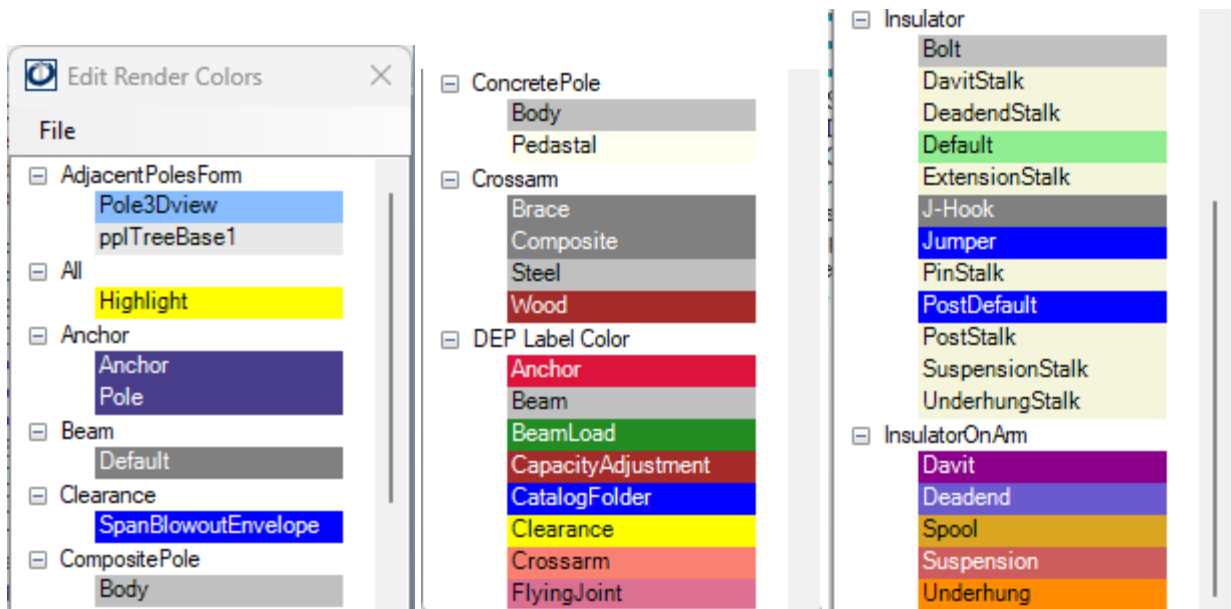 Edit Render Colors
File
AdjacentPolesForm
Pole3Dview
pplTreeBase1
All
Highlight
Anchor
Anchor
Pole
Beam
Default
Clearance
SpanBlowoutEnvelope
CompositePole
Body
ConcretePole
Body
Pedastal
Crossarm
Brace
Composite
Steel
Wood
DEP Label Color
Anchor
Beam
BeamLoad
CapacityAdjustment
CatalogFolder
Clearance
Crossarm
FlyingJoint
Insulator
Bolt
DavitStalk
DeadendStalk
Default
ExtensionStalk
J-Hook
Jumper
PinStalk
PostDefault
PostStalk
SuspensionStalk
UnderhungStalk
InsulatorOnArm
Davit
Deadend
Spool
Suspension
Underhung